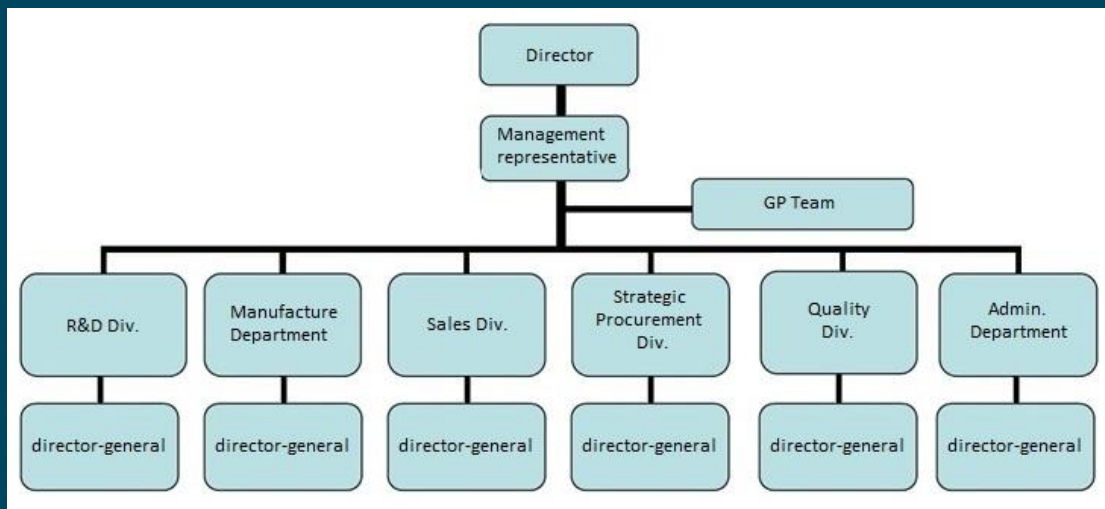 Director
Management
representative
GP Team
R&D Div.
Manufacture
Department
Sales Div.
Strategic
Procurement
Div.
Quality
Div.
Admin.
Department
director-general
director-general
director-general
director-general
director-general
director-general